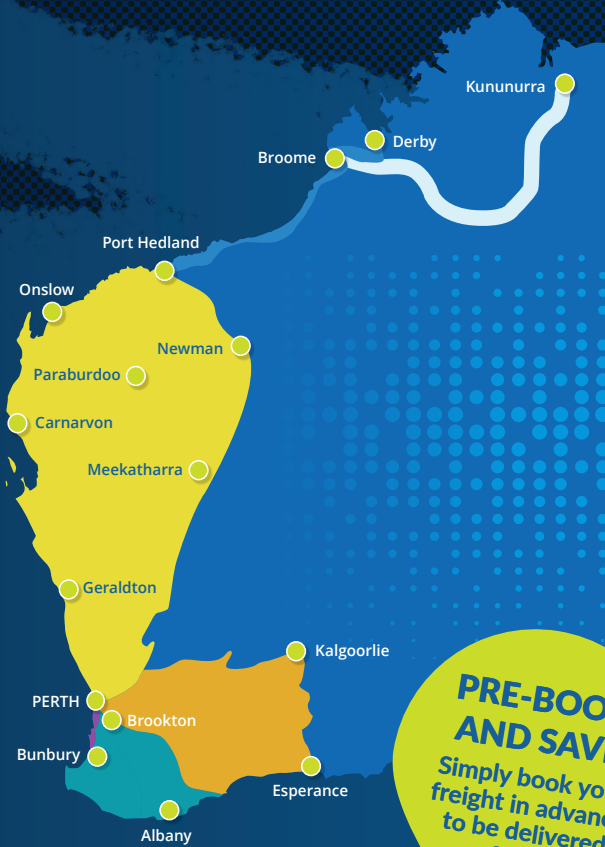 Kununurra
Derby
Broome
Port Hedland
Onslow
Newman
Paraburdoo
Carnarvon
Meekatharra
Geraldton
Kalgoorlie
PERTH
Brookton
Bunbury
Esperance
Albany
PRE-BOO
AND SAV
Simply book yo
freight in advanc
to be delivered